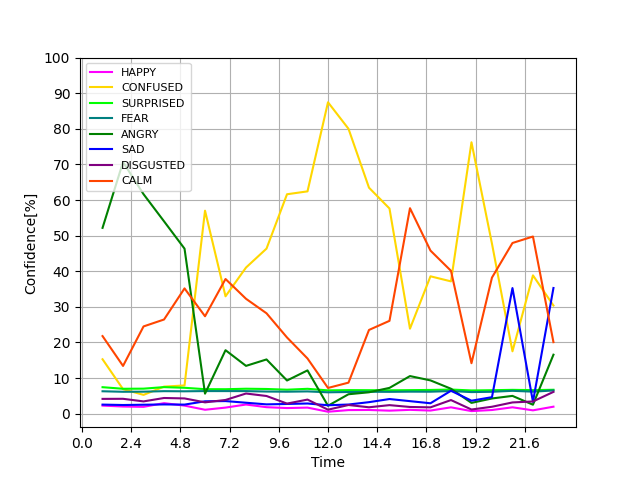 100
90
80
70
60
50
40
30
20
10
0
Confidence[%]
HAPPY
CONFUSED
SURPRISED
FEAR
ANGRY
SAD
DISGUSTED
CALM
0.0 2.4 4.8 7.2 9.6 12.0 14.4 16.8 19.2 21.6
Time